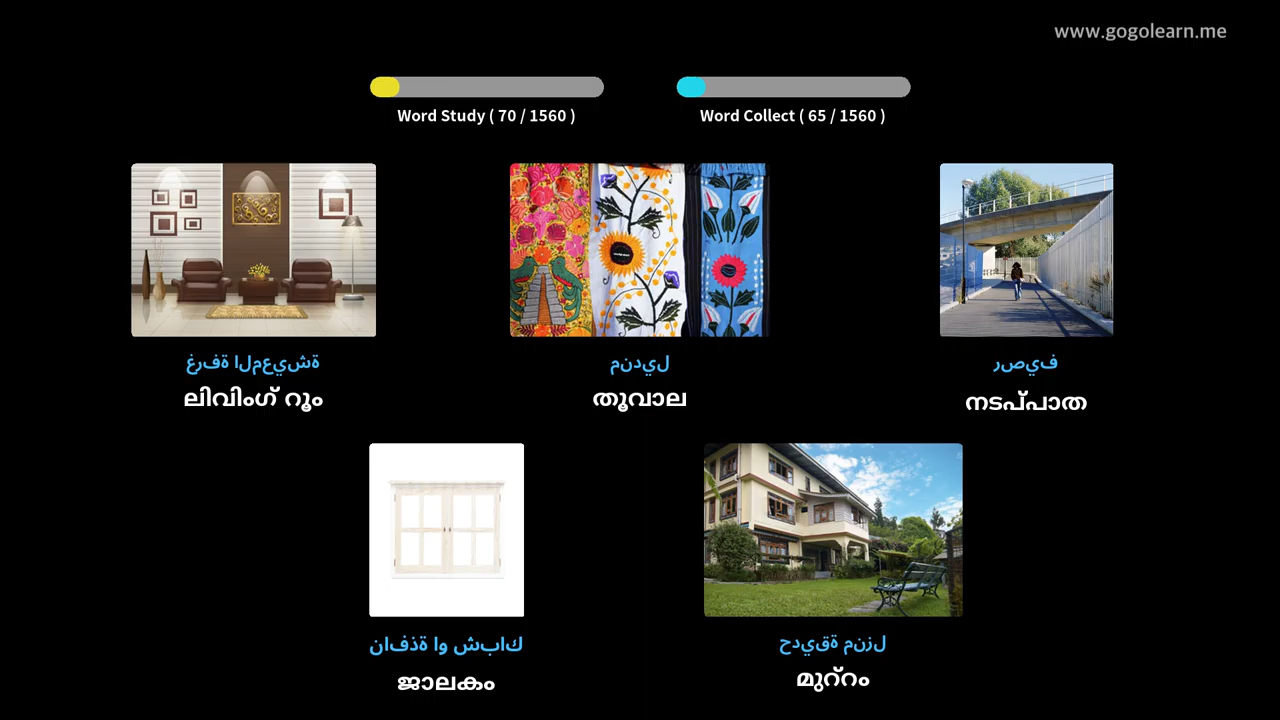 www.gogolearn.me
Word Study ( 70 / 1560 )
Word Collect ( 65 / 1560 )
غرفة المعيشة
ലിവിംഗ് റൂം
منديل
തൂവാല
رصيف
നടപ്പാത
نافذة او شباك
ജാലകം
حديقة منزل
മുറ്റം